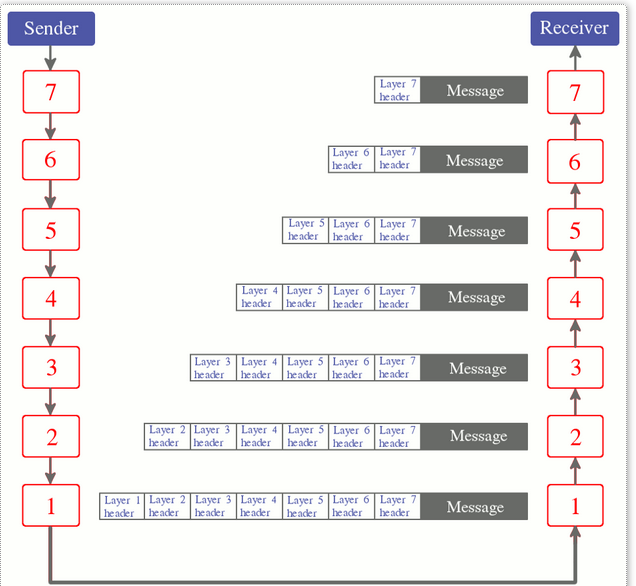 Sender Receiver
7 Layer 7 header Message 7
6 Layer 6 header Layer 7 header Message 6
5 Layer 5 header Layer 6 header Layer 7 header Message 5
4 Layer 4 header Layer 5 header Layer 6 header Layer 7 header Message 4
3 Layer 3 header Layer 4 header Layer 5 header Layer 6 header Layer 7 header Message 3
2 Layer 2 header Layer 3 header Layer 4 header Layer 5 header Layer 6 header Layer 7 header Message 2
1 Layer 1 header Layer 2 header Layer 3 header Layer 4 header Layer 5 header Layer 6 header Layer 7 header Message 1